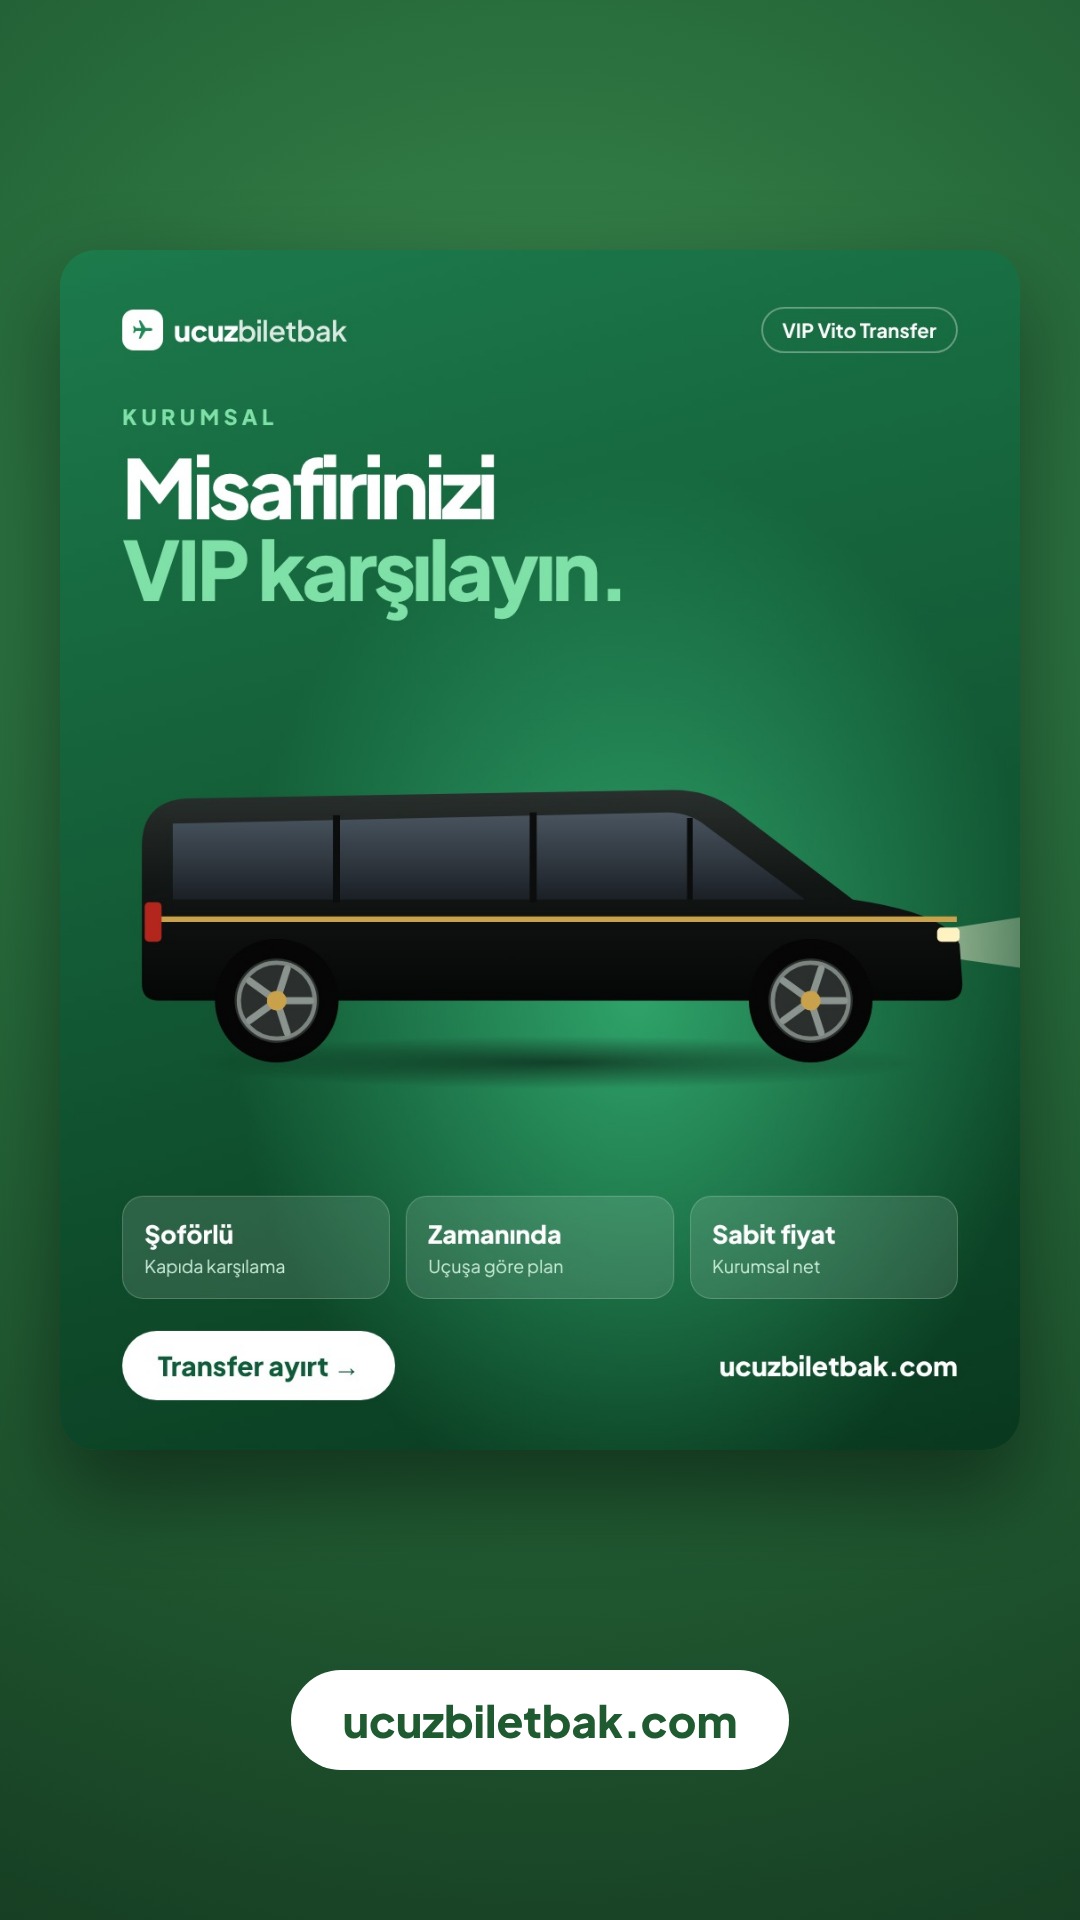 ucuzbiletbak
VIP Vito Transfer
KURUMSAL
Misafirinizi
VIP karşılayın.
Şoförlü
Kapıda karşılama
Zamanında
Uçuşa göre plan
Sabit fiyat
Kurumsal net
Transfer ayırt →
ucuzbiletbak.com
ucuzbiletbak.com